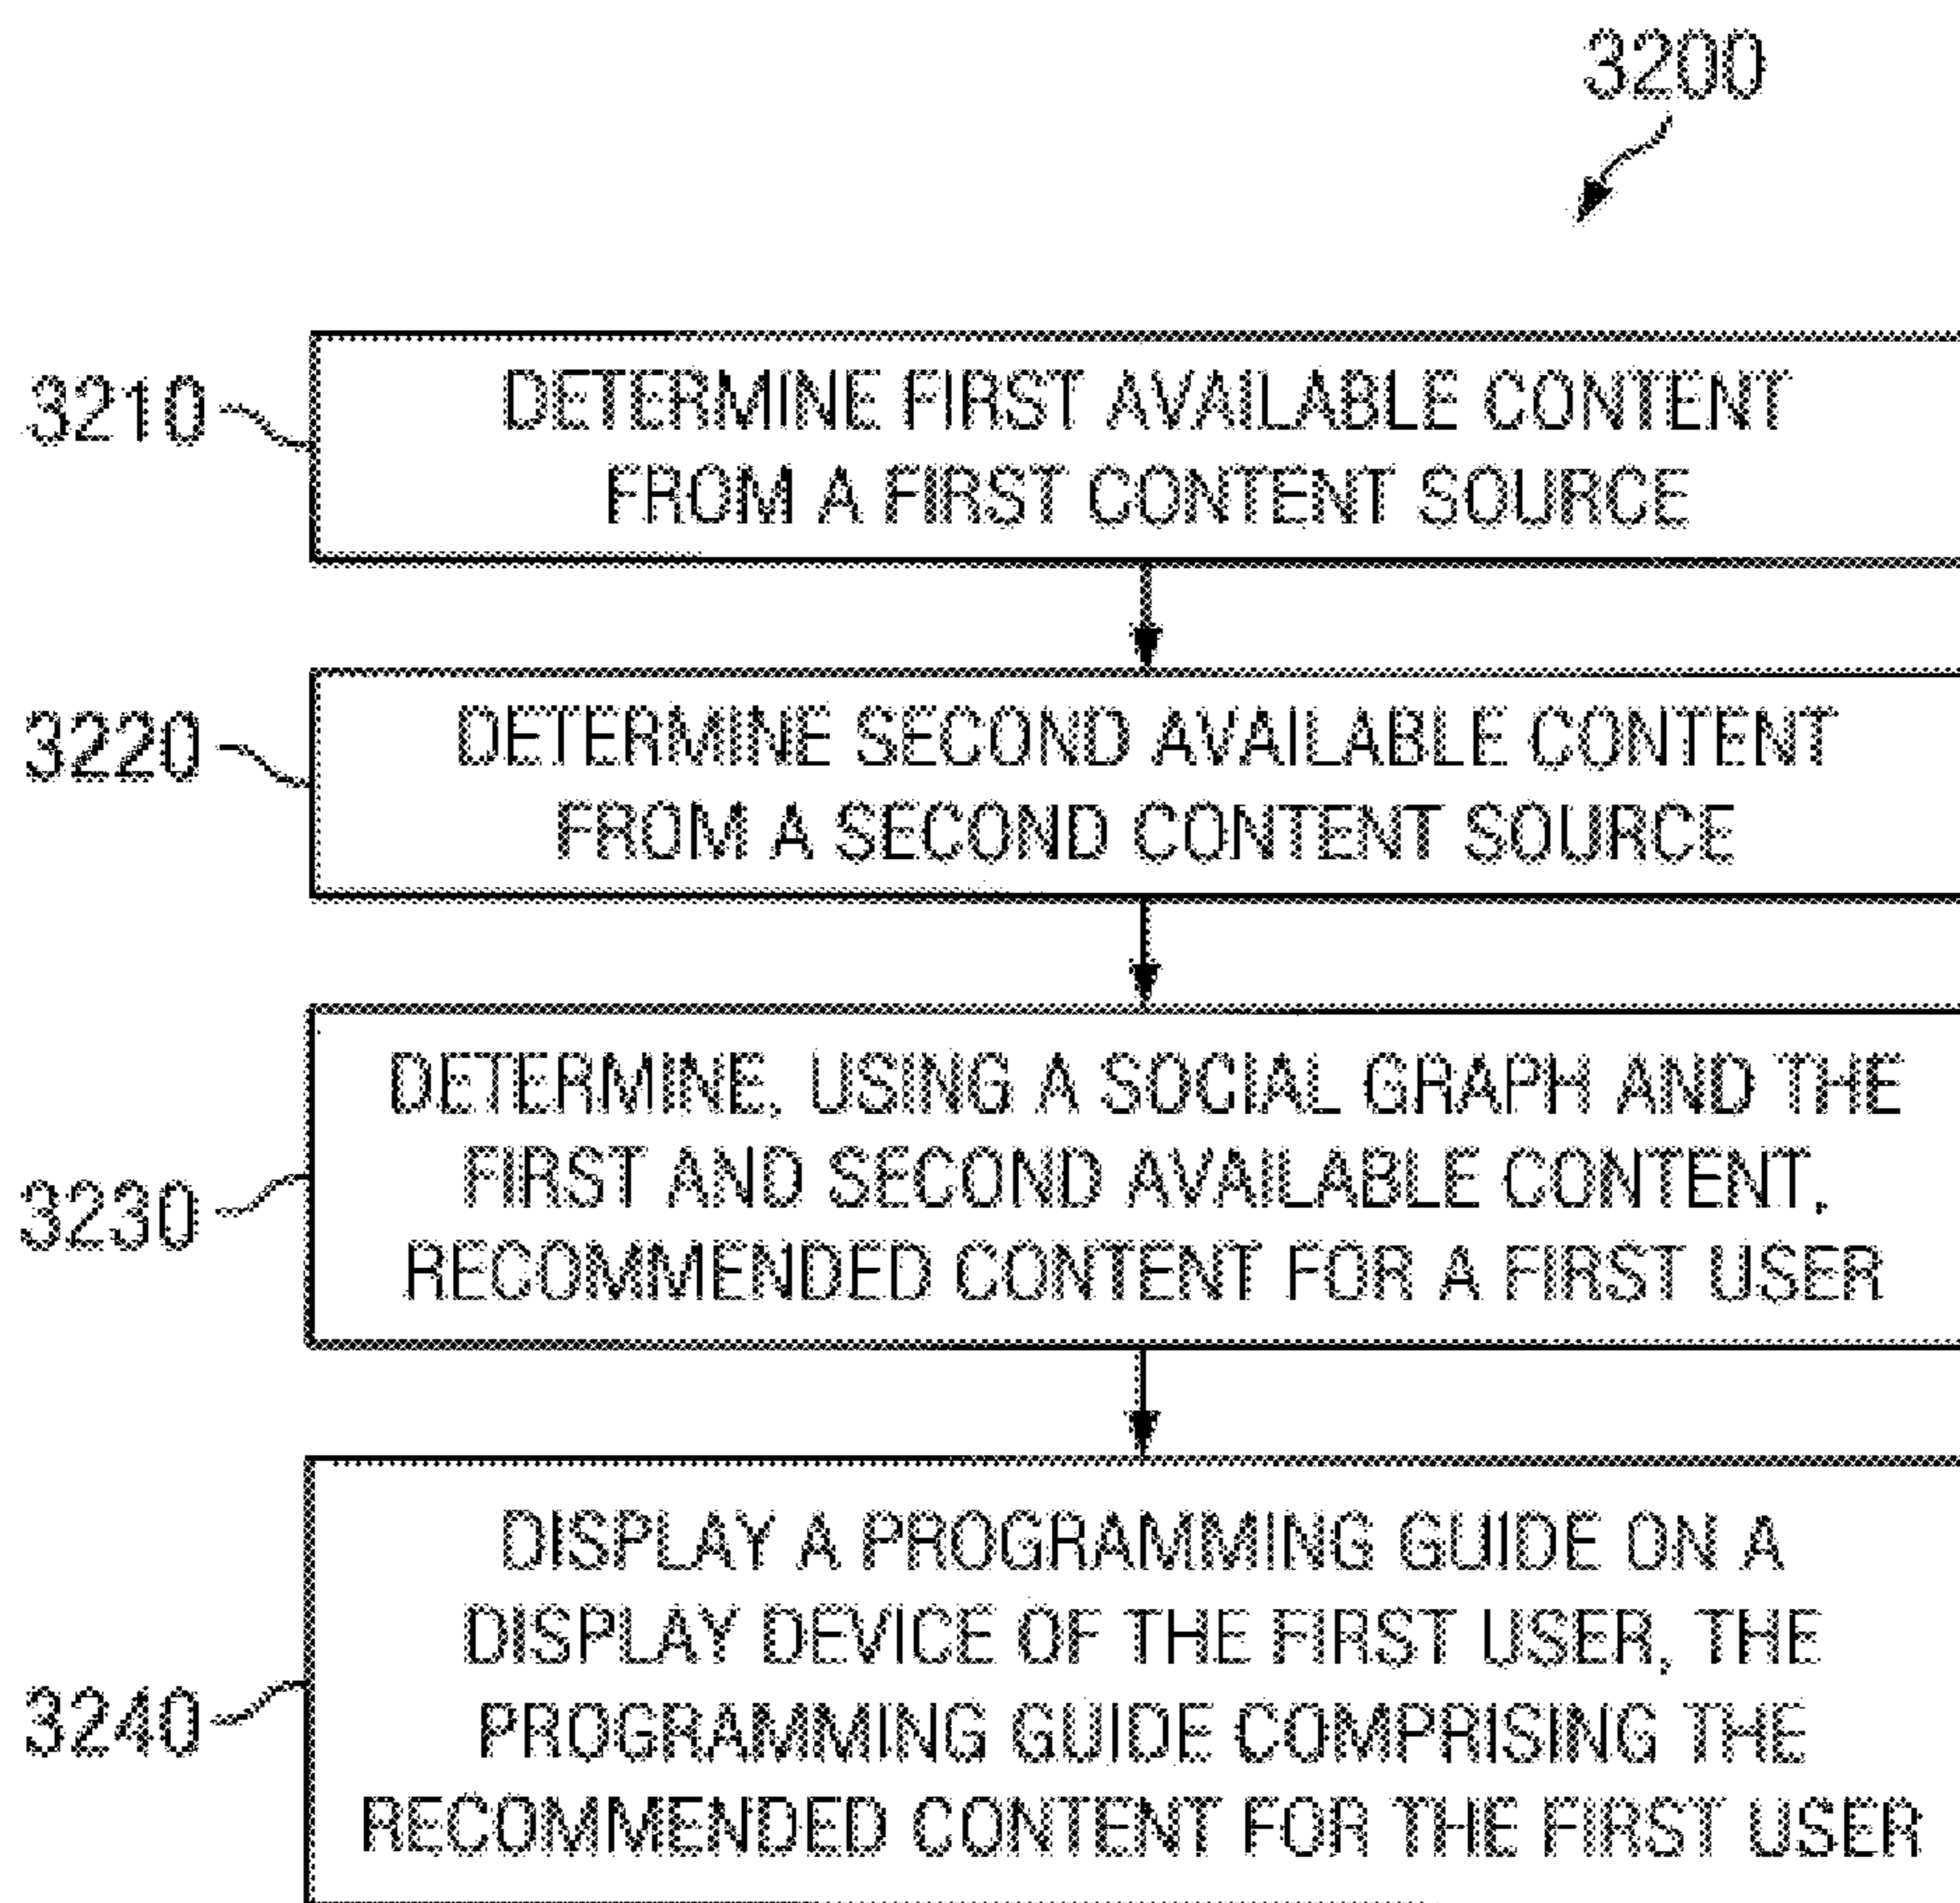 3200
3210
DETERMINE FIRST AVAILABLE CONTENT
FROM A FIRST CONTENT SOURCE
3220
DETERMINE SECOND AVAILABLE CONTENT
FROM A SECOND CONTENT SOURCE
3230
DETERMINE, USING A SOCIAL GRAPH AND THE
FIRST AND SECOND AVAILABLE CONTENT,
RECOMMENDED CONTENT FOR A FIRST USER
3240
DISPLAY A PROGRAMMING GUIDE ON A
DISPLAY DEVICE OF THE FIRST USER, THE
PROGRAMMING GUIDE COMPRISING THE
RECOMMENDED CONTENT FOR THE FIRST USER